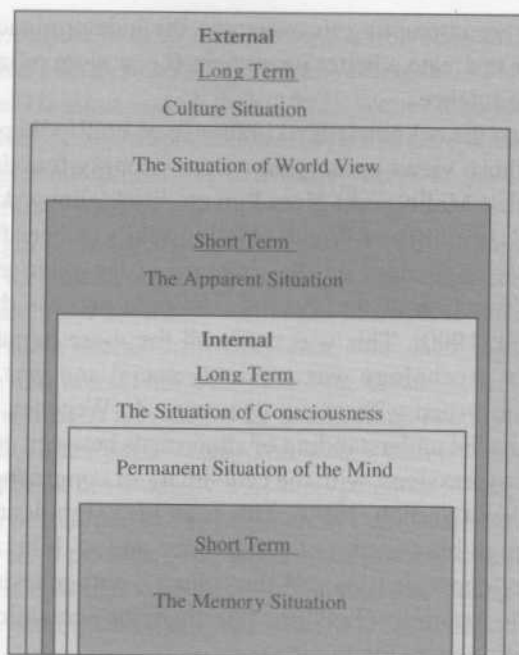 External
Long Term
Culture Situation
The Situation of World View
Short Term
The Apparent Situation
Internal
Long Term
The Situation of Consciousness
Permanent Situation of the Mind
Short Term
The Memory Situation